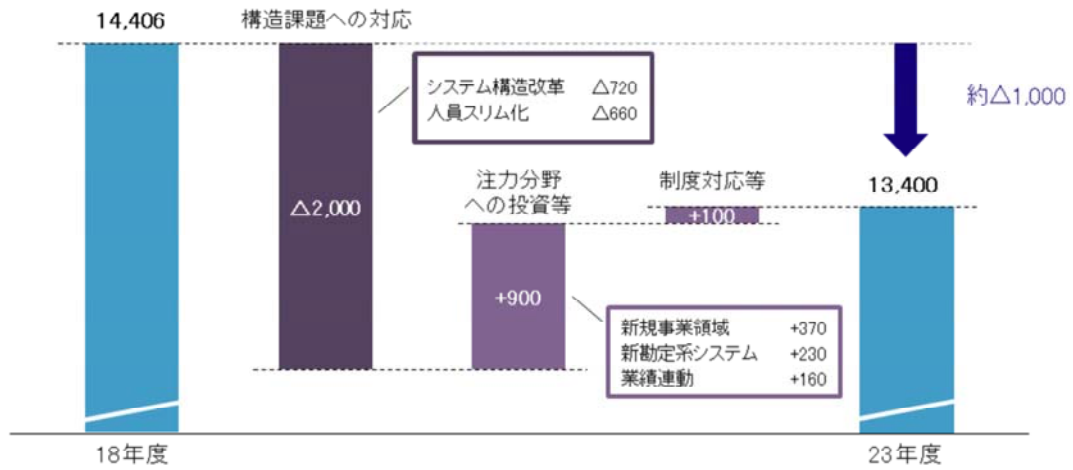 14,406
構造課題への対応
システム構造改革 △720
人員スリム化 △660
約△1,000
△2,000
注力分野
への投資等
制度対応等
13,400
+100
+900
新規事業領域 +370
新勘定系システム +230
業績連動 +160
18年度
23年度